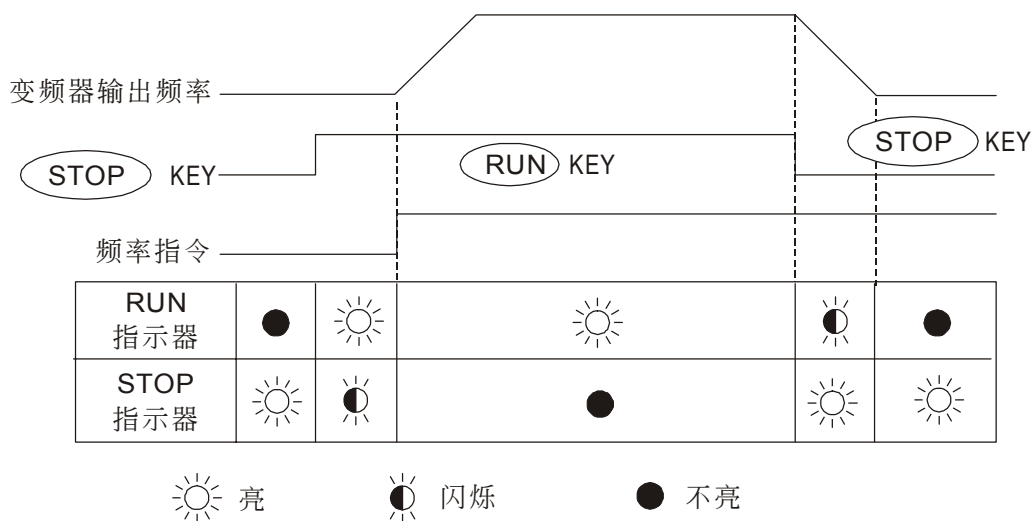 变频器输出频率
STOP KEY
RUN KEY
STOP KEY
频率指令
RUN
指示器
STOP
指示器
亮
闪烁
不亮